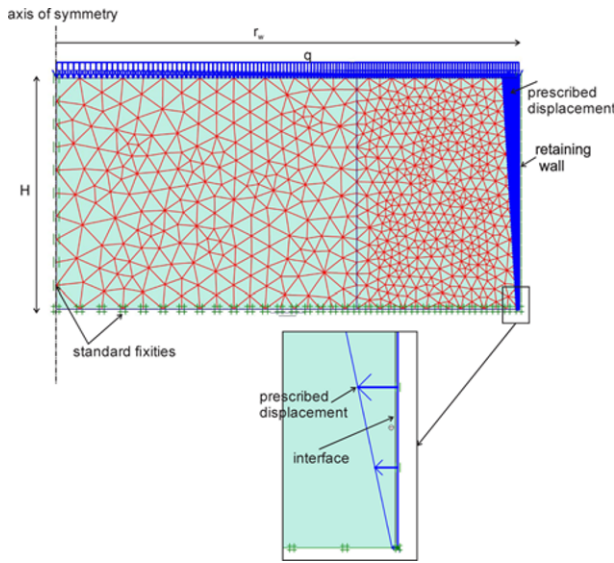 axis of symmetry
r_w
q
prescribed
displacement
H
retaining
wall
standard fixities
prescribed
displacement
interface